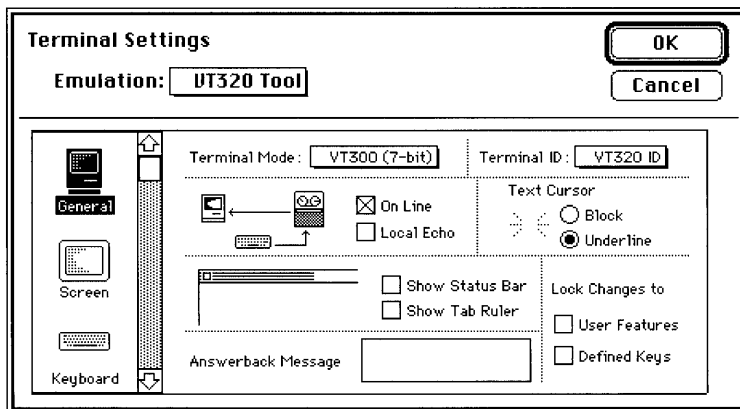 Terminal Settings
OK
Emulation: VT320 Tool
Cancel
General
Screen
Keyboard
Terminal Mode: VT300 (7-bit)
Terminal ID: VT320 ID
On Line
Local Echo
Text Cursor
Block
Underline
Show Status Bar
Show Tab Ruler
Lock Changes to
User Features
Defined Keys
Answerback Message